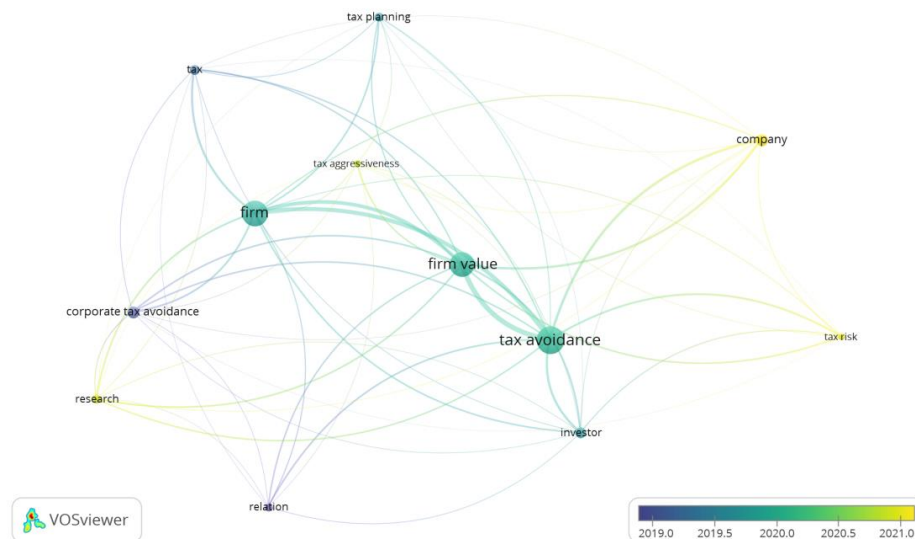 tax planning
tax
company
tax aggressiveness
firm
firm value
corporate tax avoidance
tax avoidance
tax risk
research
investor
relation
VOSviewer
2019.0 2019.5 2020.0 2020.5 2021.0